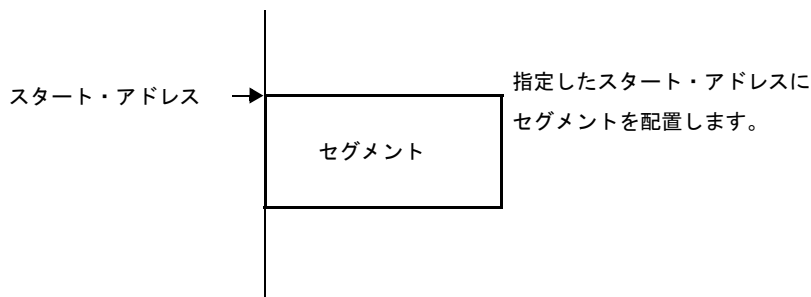 スタート・アドレス
指定したスタート・アドレスに
セグメントを配置します。
セグメント